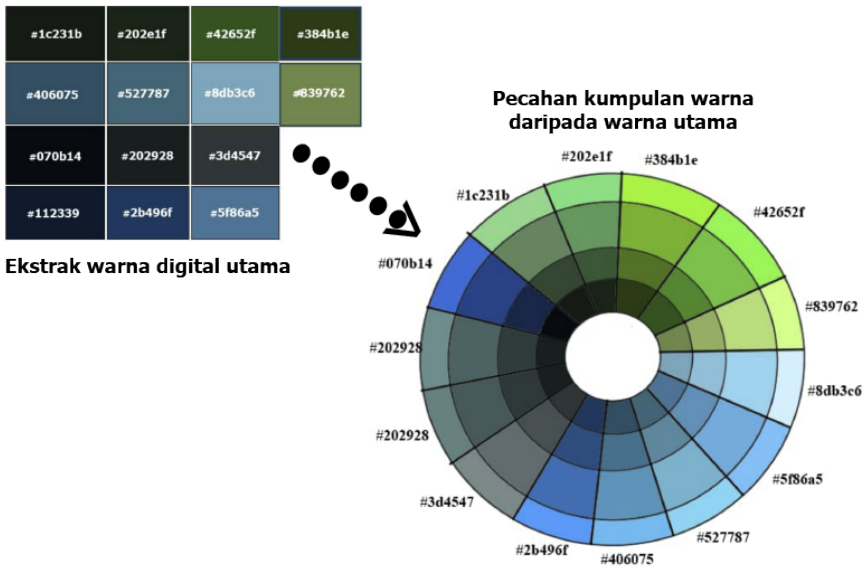 #1c231b #202e1f #42652f #384b1e
#406075 #527787 #8db3c6 #839762
#070b14 #202928 #3d4547
#112339 #2b496f #5f86a5
Ekstrak warna digital utama
Pecahan kumpulan warna
daripada warna utama
#202e1f
#384b1e
#1c231b
#42652f
#070b14
#839762
#202928
#8db3c6
#202928
#5f86a5
#3d4547
#527787
#2b496f
#406075